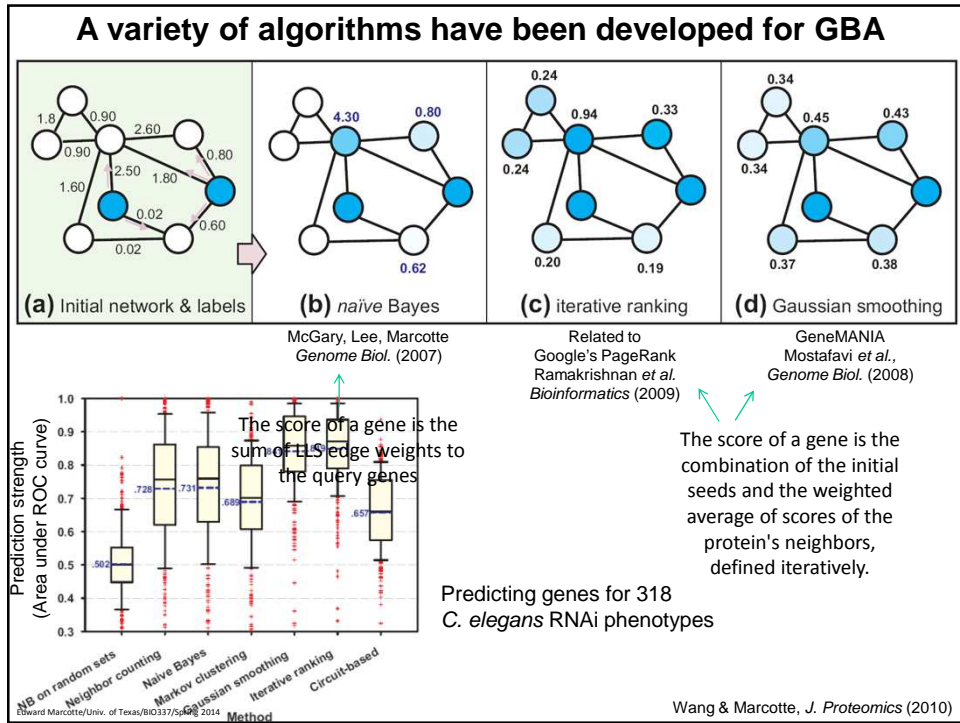 A variety of algorithms have been developed for GBA
1.8
0.90
0.90
2.60
0.80
2.50
1.80
1.60
0.02
0.60
0.02
(a) Initial network & labels
4.30
0.80
0.62
(b) naïve Bayes
0.24
0.94
0.33
0.24
0.20
0.19
(c) iterative ranking
0.34
0.45
0.43
0.34
0.37
0.38
(d) Gaussian smoothing
McGary, Lee, Marcotte
Genome Biol. (2007)
Related to
Google's PageRank
Ramakrishnan et al.
Bioinformatics (2009)
GeneMANIA
Mostafavi et al.,
Genome Biol. (2008)
The score of a gene is the
sum of LLS edge weights to
the query genes
The score of a gene is the
combination of the initial
seeds and the weighted
average of scores of the
protein's neighbors,
defined iteratively.
Prediction strength
(Area under ROC curve)
1.0
0.9
0.8
0.7
0.6
0.5
0.4
0.3
.502
.728
.731
.689
.657
NB on random sets
Neighbor counting
Naive Bayes
Markov clustering
Gaussian smoothing
Iterative ranking
Circuit-based
Method
Predicting genes for 318
C. elegans RNAi phenotypes
Edward Marcotte/Univ. of Texas/BIO337/Spring 2014
Wang & Marcotte, J. Proteomics (2010)